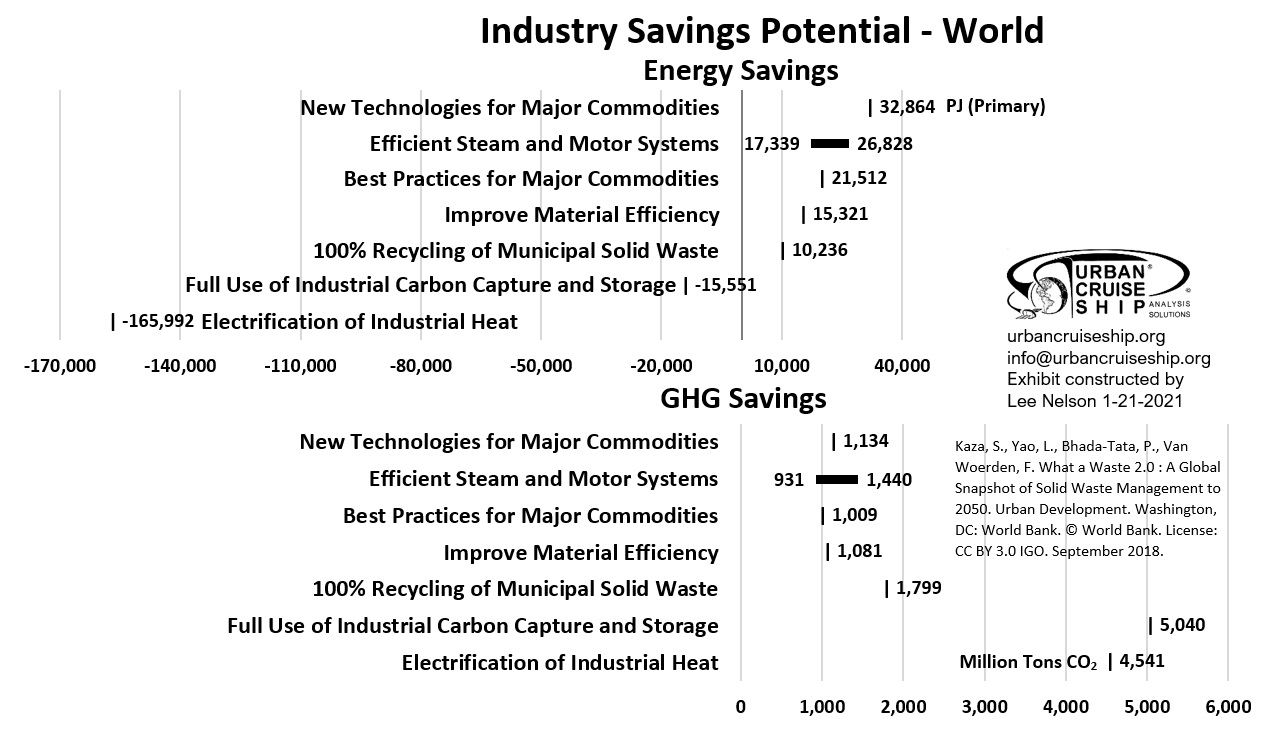 Industry Savings Potential - World
Energy Savings
New Technologies for Major Commodities | 32,864 PJ (Primary)
Efficient Steam and Motor Systems 17,339 26,828
Best Practices for Major Commodities | 21,512
Improve Material Efficiency | 15,321
100% Recycling of Municipal Solid Waste | 10,236
Full Use of Industrial Carbon Capture and Storage | -15,551
| -165,992 Electrification of Industrial Heat
-170,000 -140,000 -110,000 -80,000 -50,000 -20,000 10,000 40,000
URBAN®
CRUISE
SHIP ANALYSIS
SOLUTIONS
©
urbancruiseship.org
info@urbancruiseship.org
Exhibit constructed by
Lee Nelson 1-21-2021
GHG Savings
New Technologies for Major Commodities | 1,134
Efficient Steam and Motor Systems 931 1,440
Best Practices for Major Commodities | 1,009
Improve Material Efficiency | 1,081
100% Recycling of Municipal Solid Waste | 1,799
Full Use of Industrial Carbon Capture and Storage | 5,040
Electrification of Industrial Heat Million Tons CO₂ | 4,541
0 1,000 2,000 3,000 4,000 5,000 6,000
Kaza, S., Yao, L., Bhada-Tata, P., Van
Woerden, F. What a Waste 2.0 : A Global
Snapshot of Solid Waste Management to
2050. Urban Development. Washington,
DC: World Bank. © World Bank. License:
CC BY 3.0 IGO. September 2018.